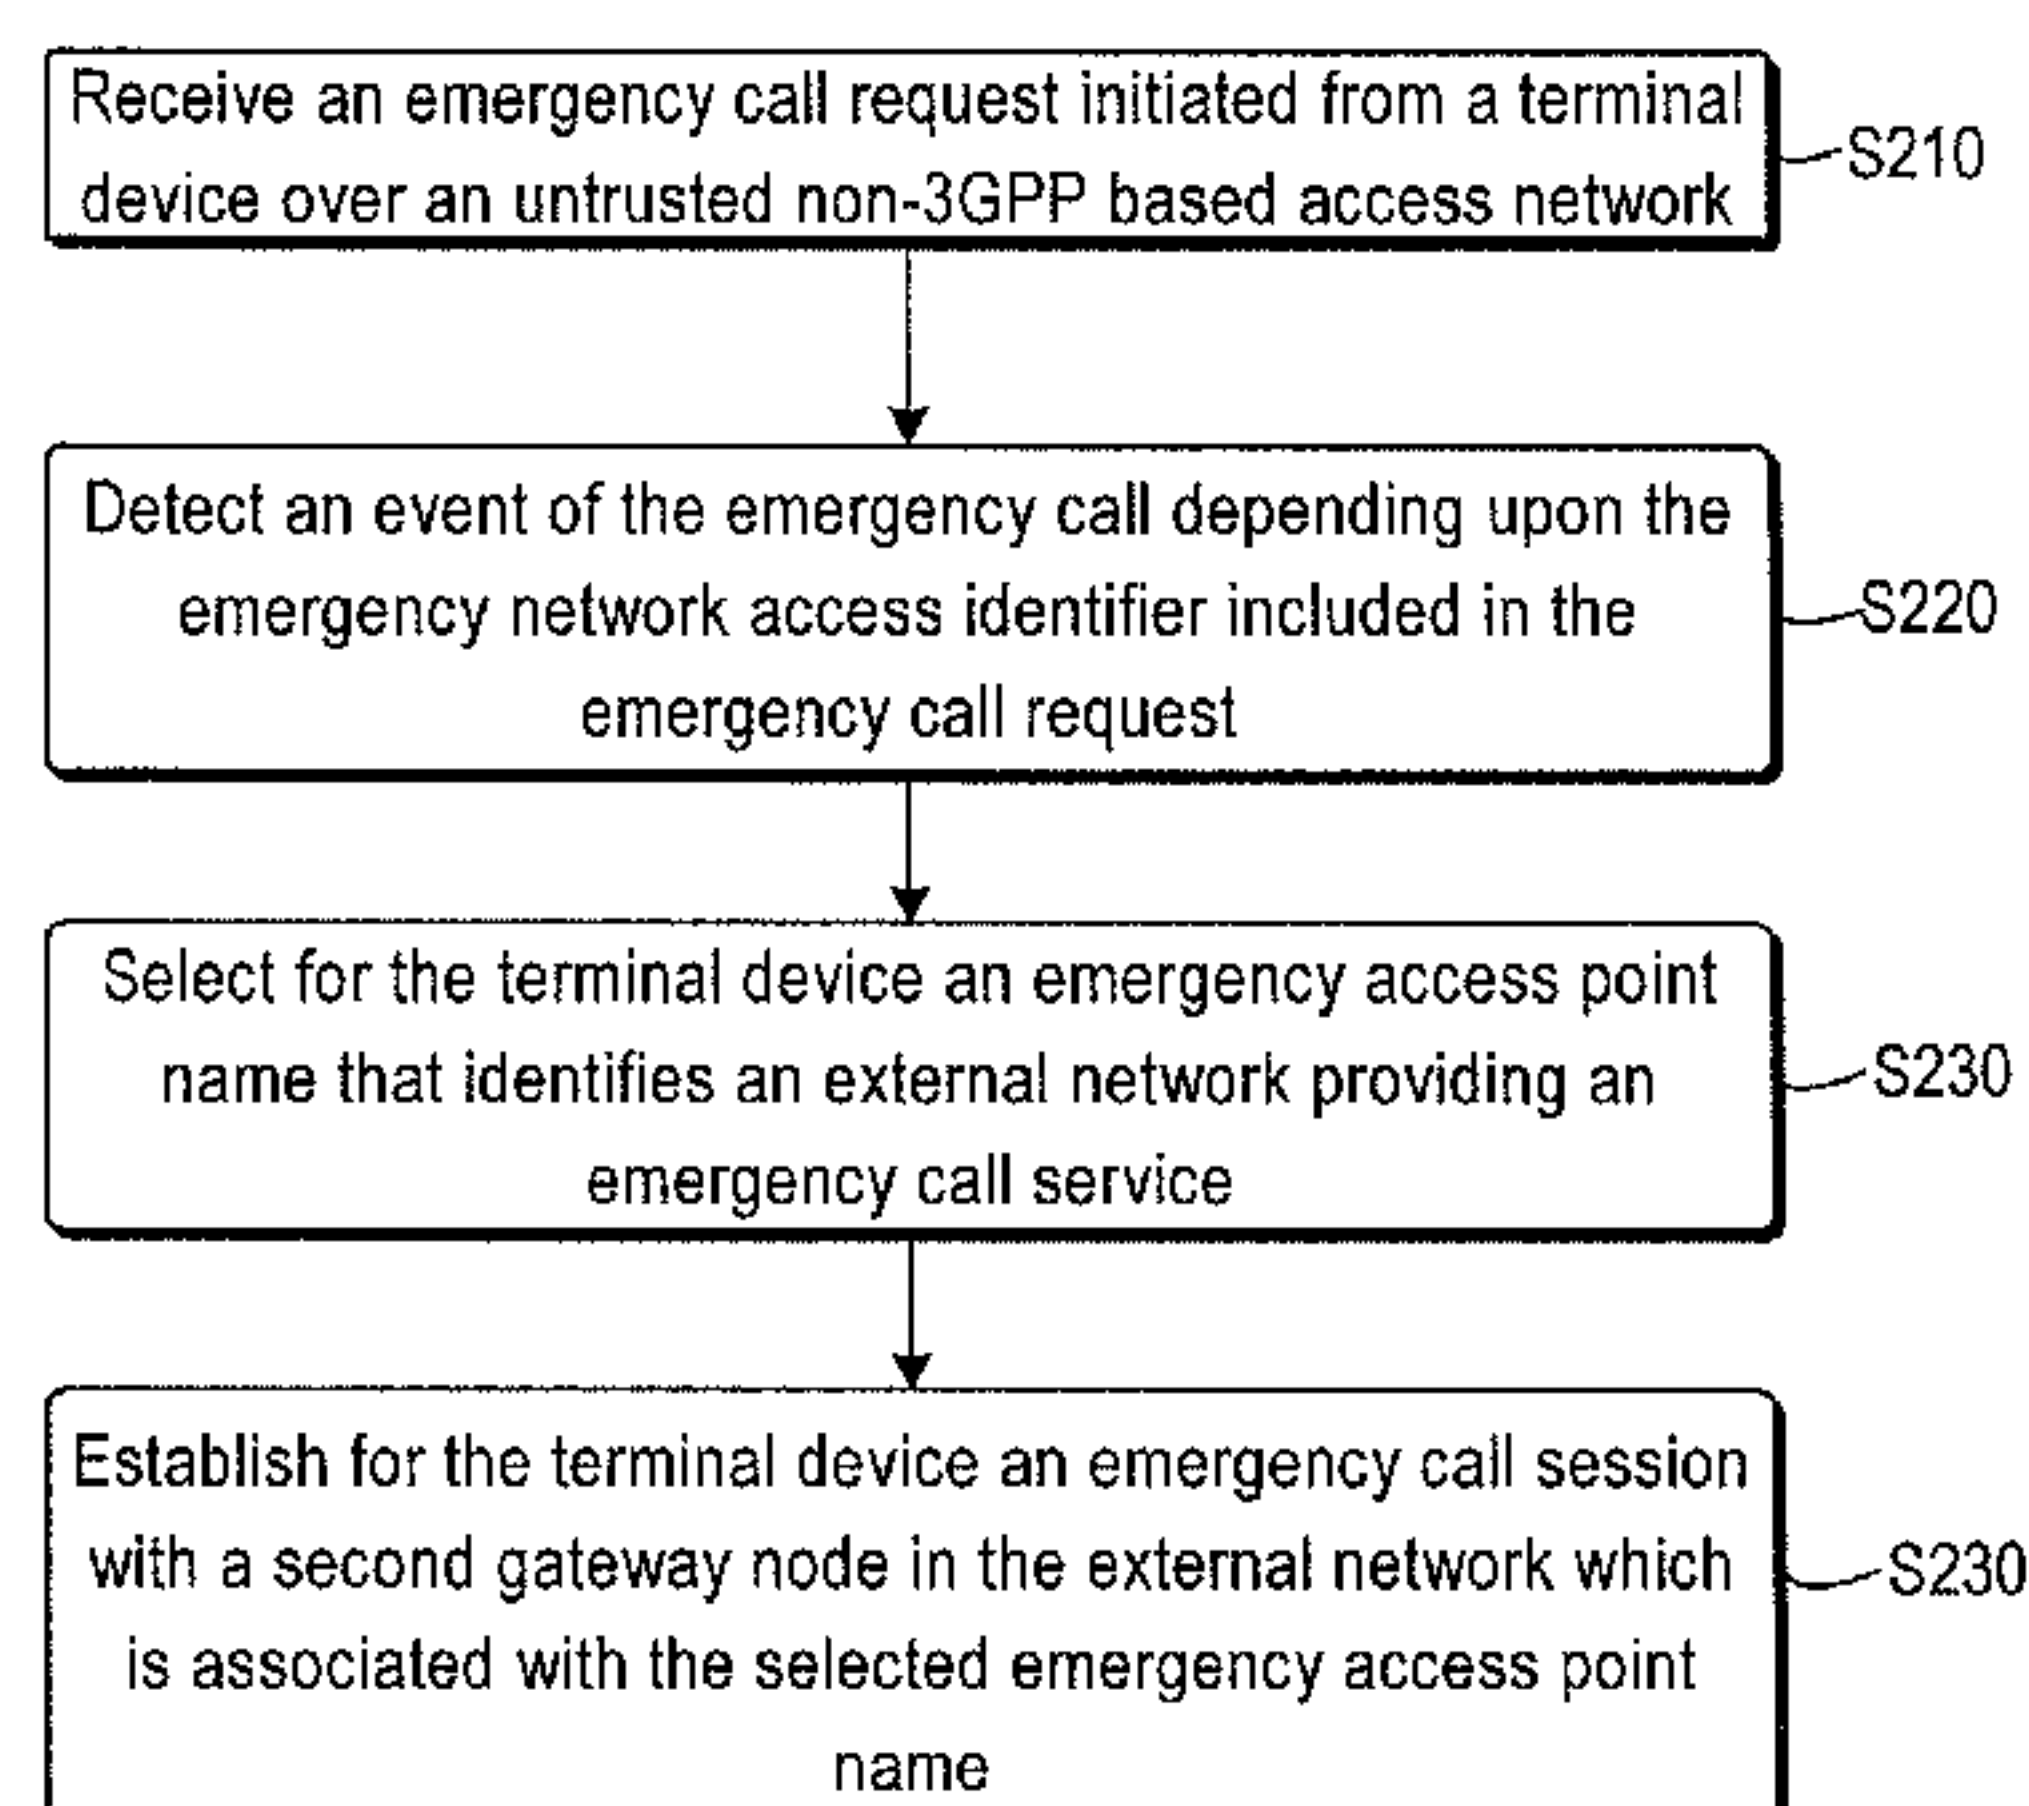 Receive an emergency call request initiated from a terminal
device over an untrusted non-3GPP based access network
S210
Detect an event of the emergency call depending upon the
emergency network access identifier included in the
emergency call request
S220
Select for the terminal device an emergency access point
name that identifies an external network providing an
emergency call service
S230
Establish for the terminal device an emergency call session
with a second gateway node in the external network which
is associated with the selected emergency access point
name
S230